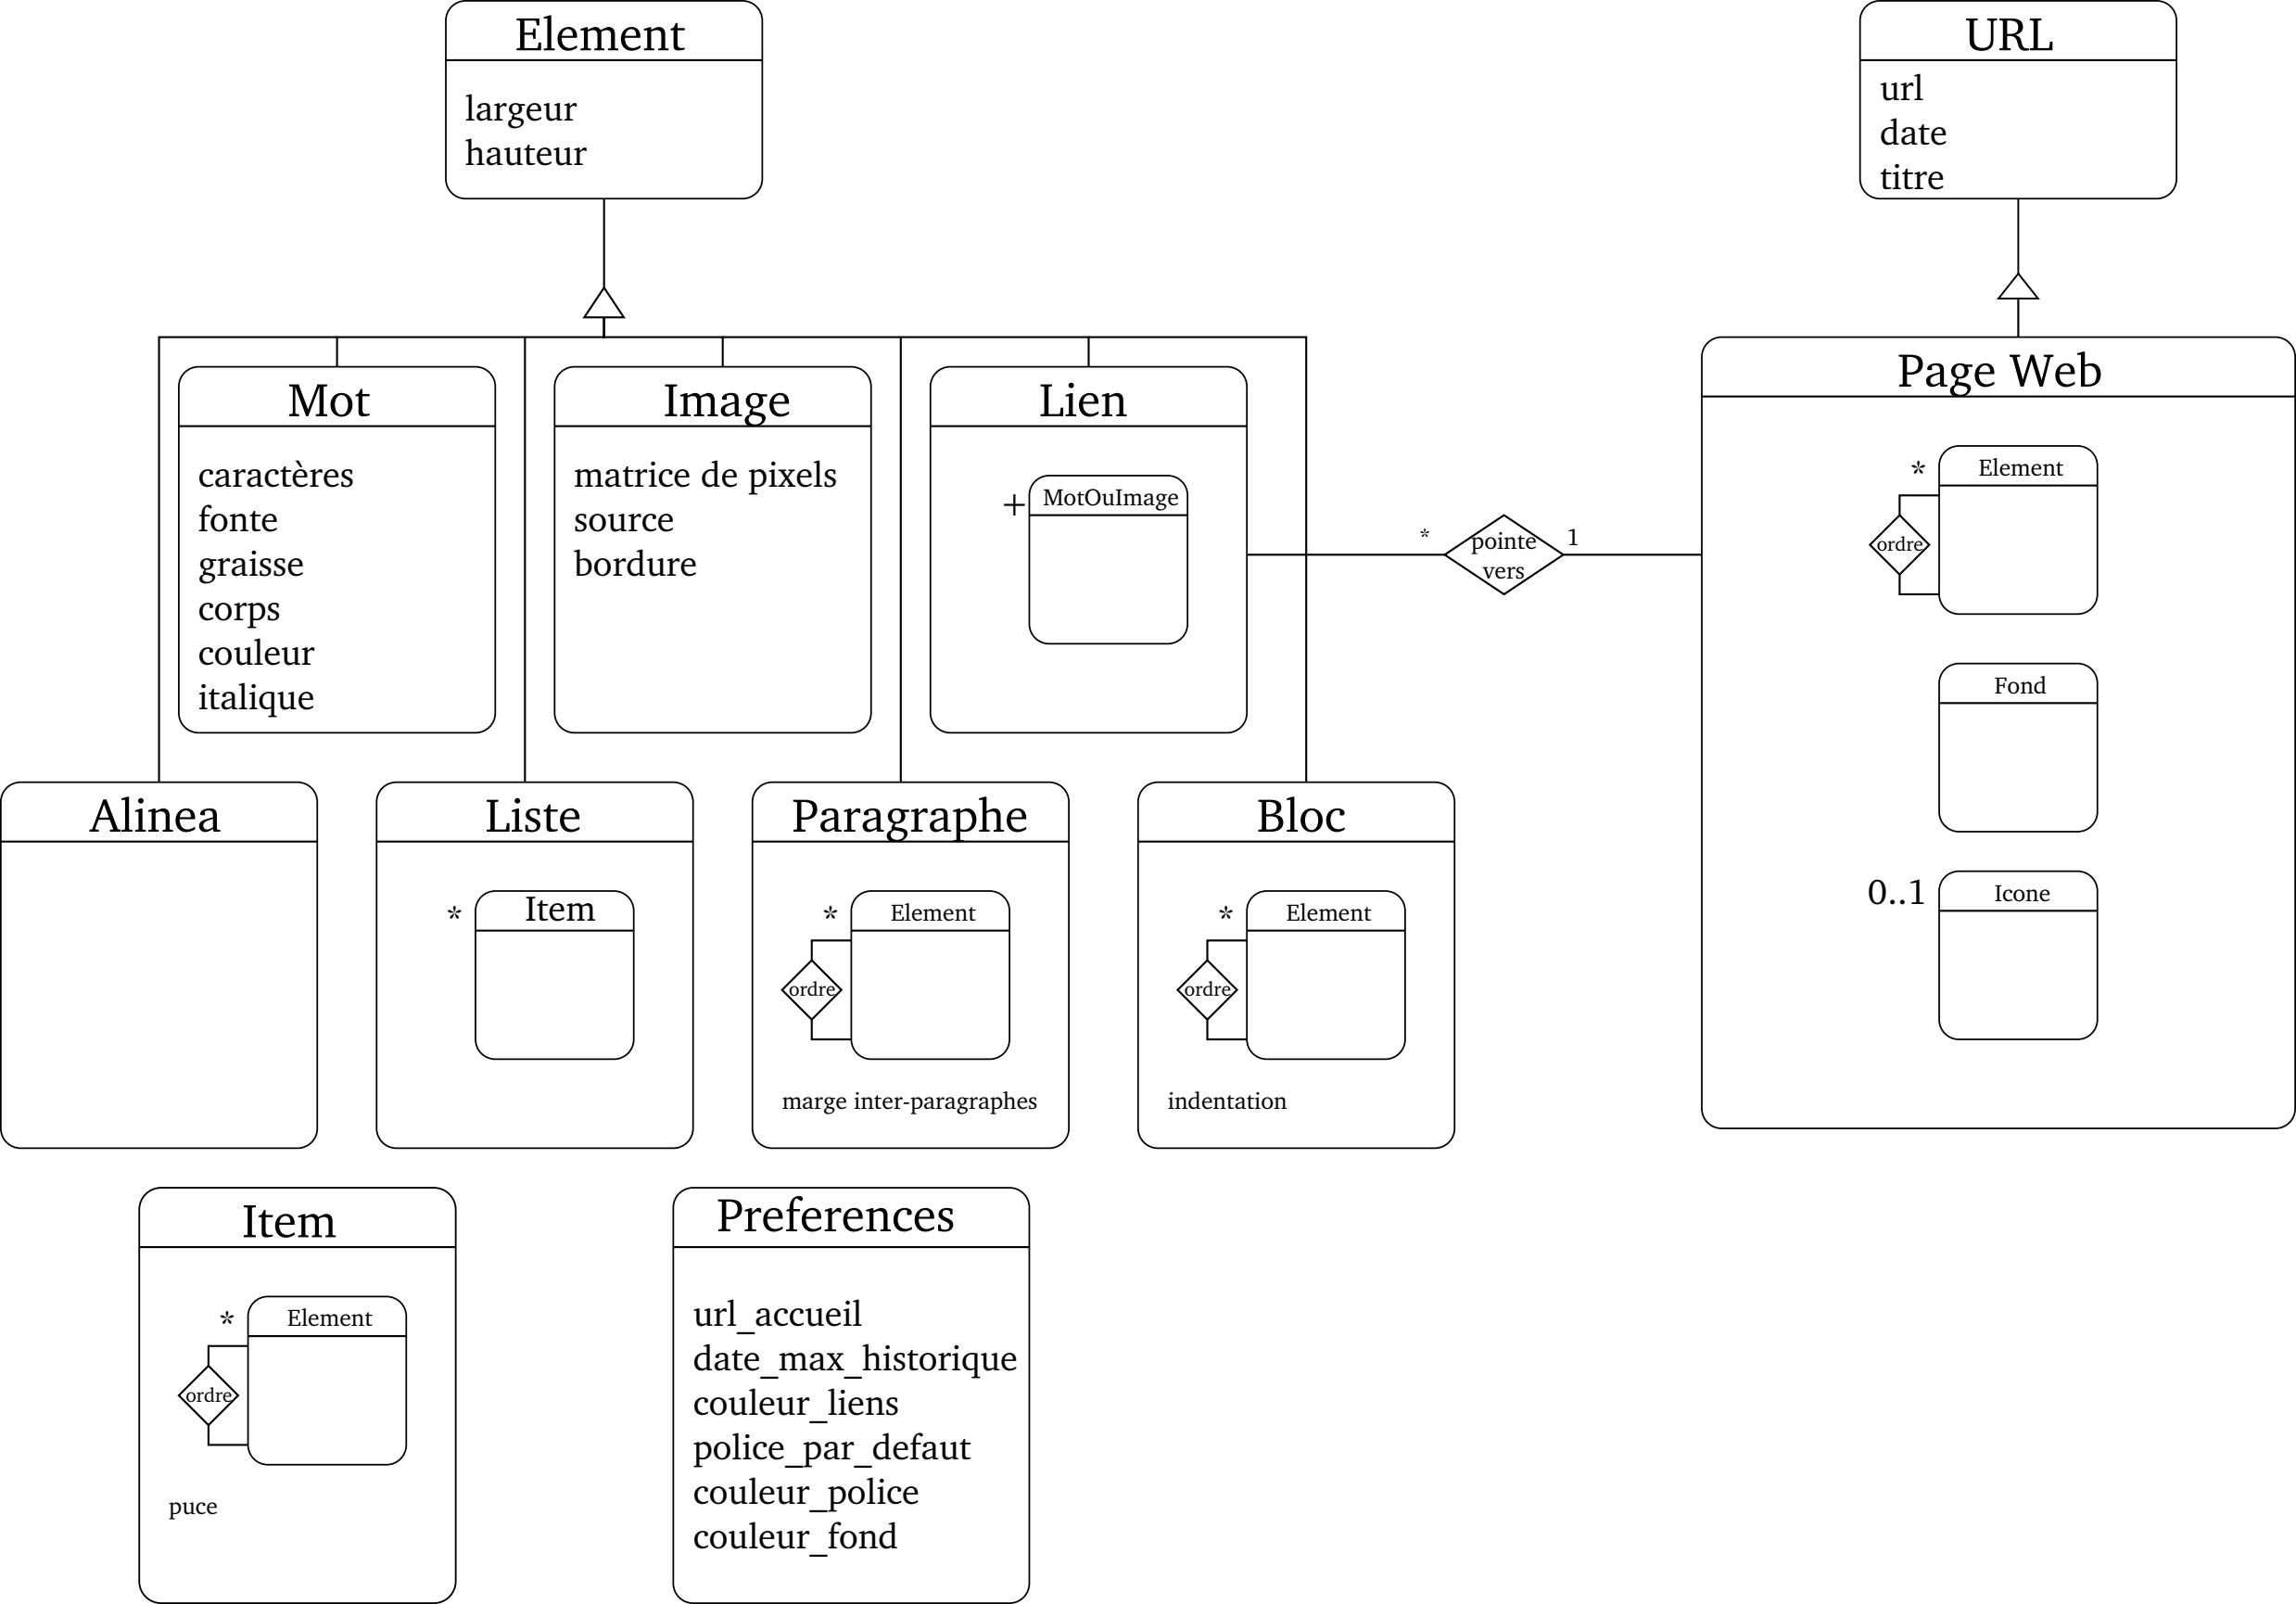 Element
largeur
hauteur
URL
url
date
titre
Mot
caractères
fonte
graisse
corps
couleur
italique
Image
matrice de pixels
source
bordure
Lien
+
MotOuImage
*
pointe
vers
1
Page Web
*
Element
ordre
Fond
0..1
Icone
Alinea
Liste
*
Item
Paragraphe
*
Element
ordre
marge inter-paragraphes
Bloc
*
Element
ordre
indentation
Item
*
Element
ordre
puce
Preferences
url_accueil
date_max_historique
couleur_liens
police_par_defaut
couleur_police
couleur_fond